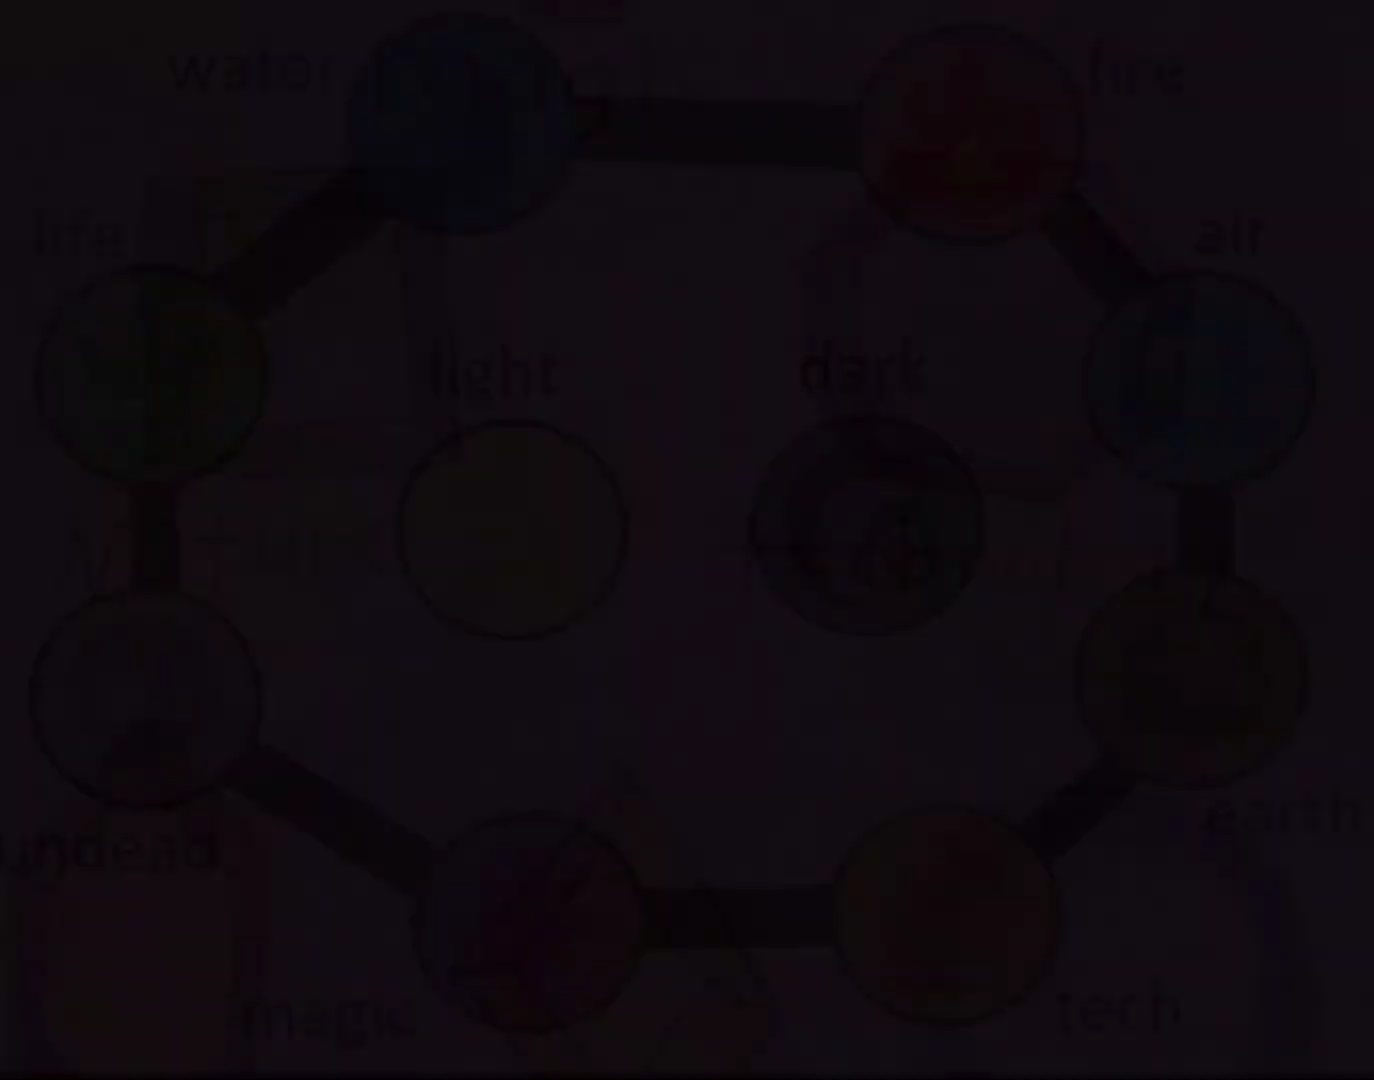 water
fire
life
air
light
dark
undead
earth
magic
tech